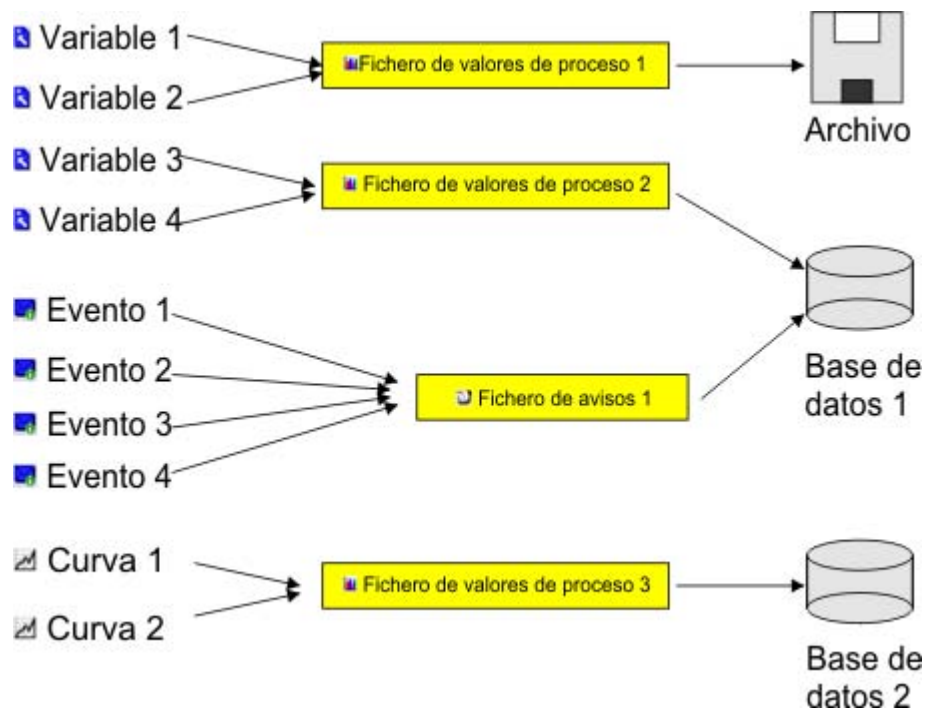 Variable 1
Variable 2
Fichero de valores de proceso 1
Archivo
Variable 3
Variable 4
Fichero de valores de proceso 2
Evento 1
Evento 2
Evento 3
Evento 4
Fichero de avisos 1
Base de
datos 1
Curva 1
Curva 2
Fichero de valores de proceso 3
Base de
datos 2